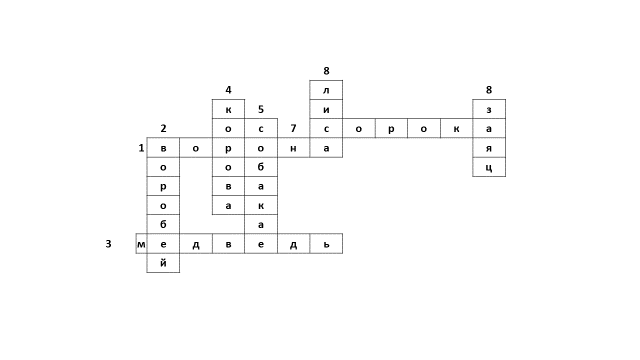 8
4 л 8
к 5 и з
2 о с 7 с о р о к а
1 в о р о н а я
о о б ц
р в а
о а к
б а
3 м е д в е д ь
й